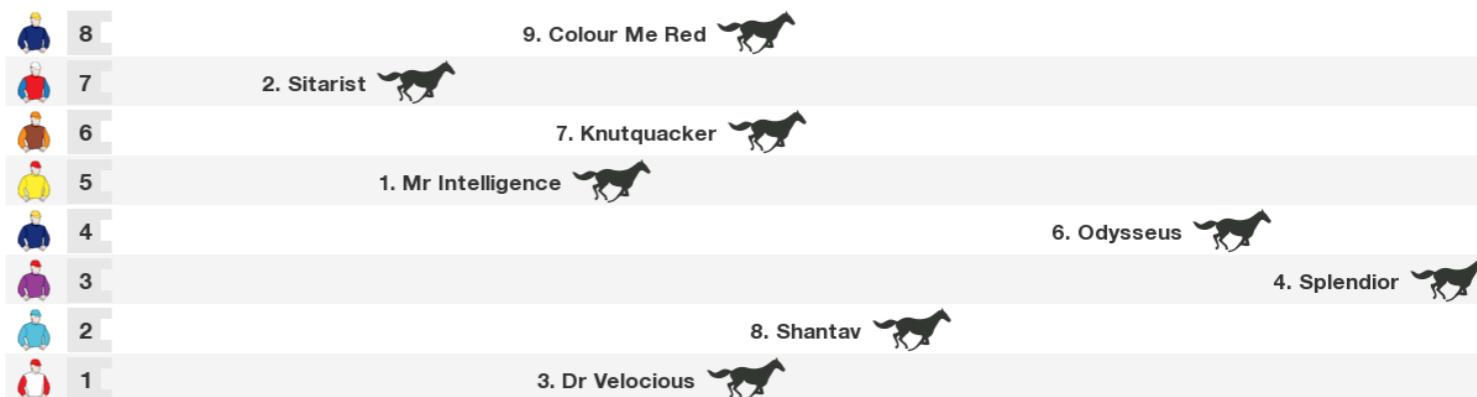 8 9. Colour Me Red
7 2. Sitarist
6 7. Knutquacker
5 1. Mr Intelligence
4 6. Odysseus
3 4. Splendior
2 8. Shantav
1 3. Dr Velocious